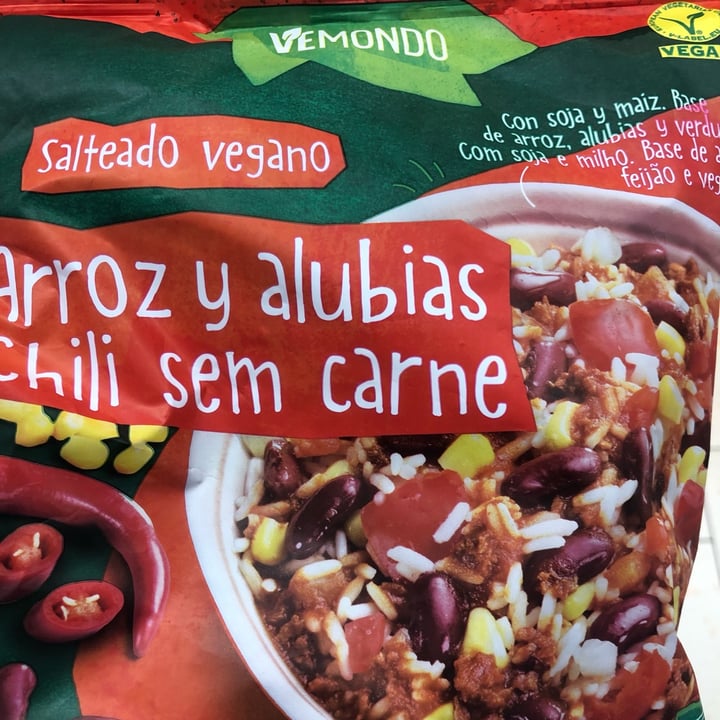 VEMONDO
VEGA
Con soja y maíz. Base
de arroz, alubias y verdu
Com soja e milho. Base de a
feijão e veg
Salteado vegano
arroz y alubias
chili sem carne